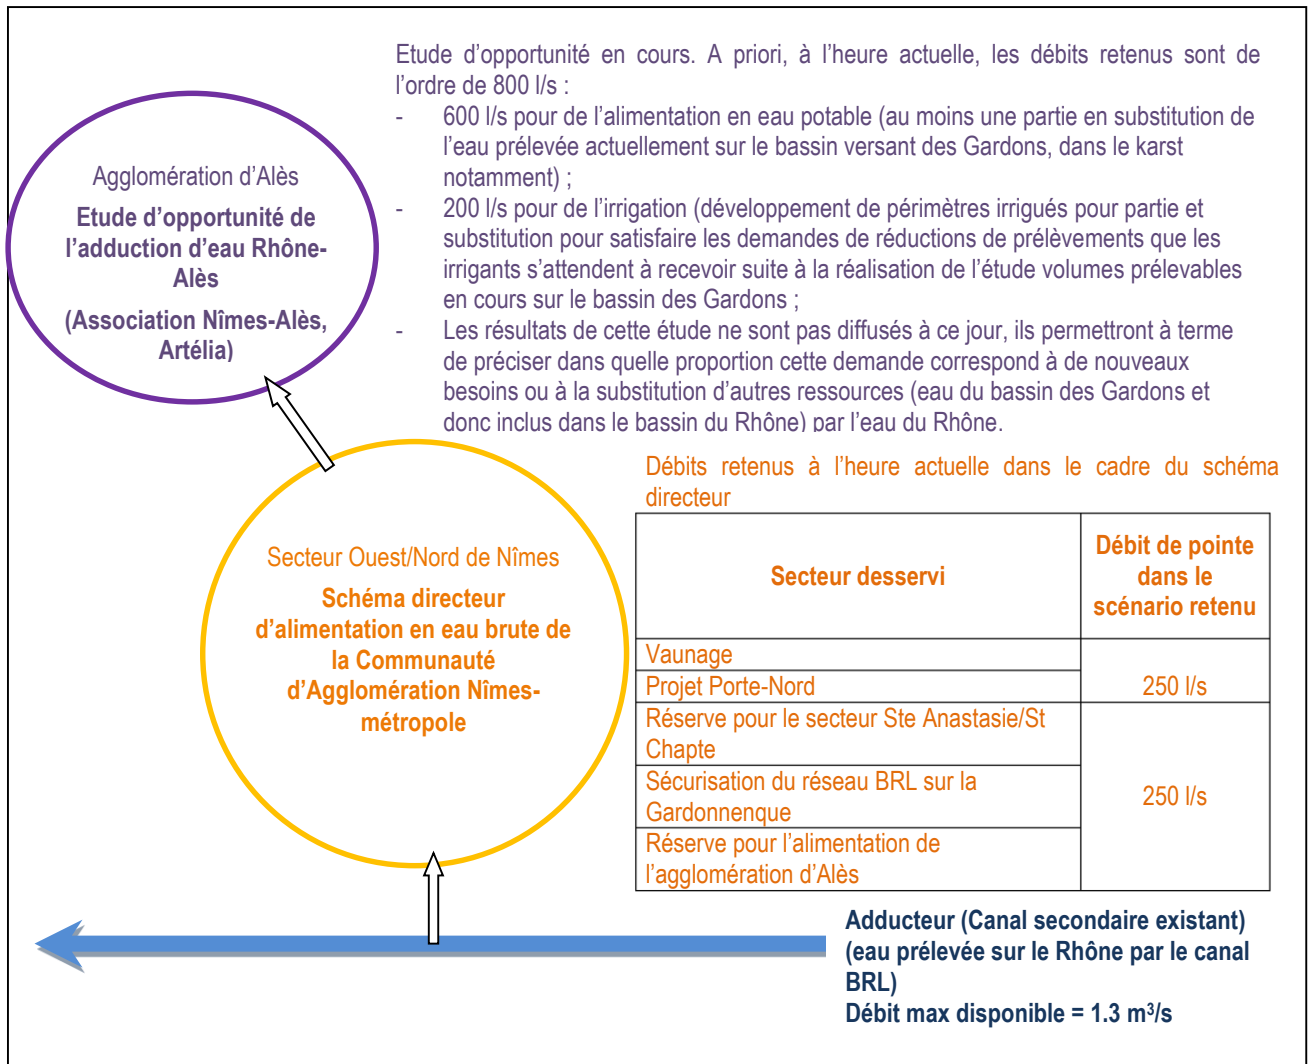 Etude d’opportunité en cours. A priori, à l’heure actuelle, les débits retenus sont de
l’ordre de 800 l/s :
- 600 l/s pour de l’alimentation en eau potable (au moins une partie en substitution de
l’eau prélevée actuellement sur le bassin versant des Gardons, dans le karst
notamment) ;
- 200 l/s pour de l’irrigation (développement de périmètres irrigués pour partie et
substitution pour satisfaire les demandes de réductions de prélèvements que les
irrigants s’attendent à recevoir suite à la réalisation de l’étude volumes prélevables
en cours sur le bassin des Gardons ;
- Les résultats de cette étude ne sont pas diffusés à ce jour, ils permettront à terme
de préciser dans quelle proportion cette demande correspond à de nouveaux
besoins ou à la substitution d’autres ressources (eau du bassin des Gardons et
donc inclus dans le bassin du Rhône) par l’eau du Rhône.
Agglomération d’Alès
Etude d’opportunité de
l’adduction d’eau Rhône-
Alès
(Association Nîmes-Alès,
Artélia)
Secteur Ouest/Nord de Nîmes
Schéma directeur
d’alimentation en eau brute de
la Communauté
d’Agglomération Nîmes-
métropole
Débits retenus à l’heure actuelle dans le cadre du schéma
directeur
Secteur desservi
Débit de pointe
dans le
scénario retenu
Vaunage
Projet Porte-Nord
250 l/s
Réserve pour le secteur Ste Anastasie/St
Chapte
Sécurisation du réseau BRL sur la
Gardonnenque
Réserve pour l’alimentation de
l’agglomération d’Alès
250 l/s
Adducteur (Canal secondaire existant)
(eau prélevée sur le Rhône par le canal
BRL)
Débit max disponible = 1.3 m³/s